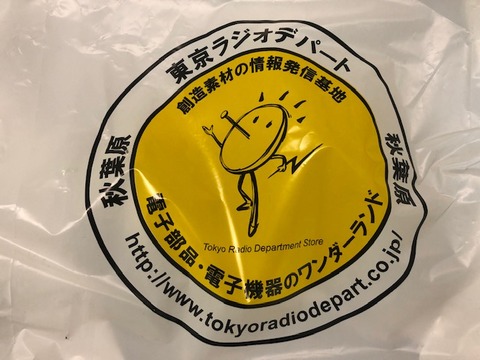 東京ラジオデパート
創造素材の情報発信基地
秋葉原
秋葉原
Tokyo Radio Department Store
電子部品・電子機器のワンダーランド
http://www.tokyoradiodepart.co.jp/